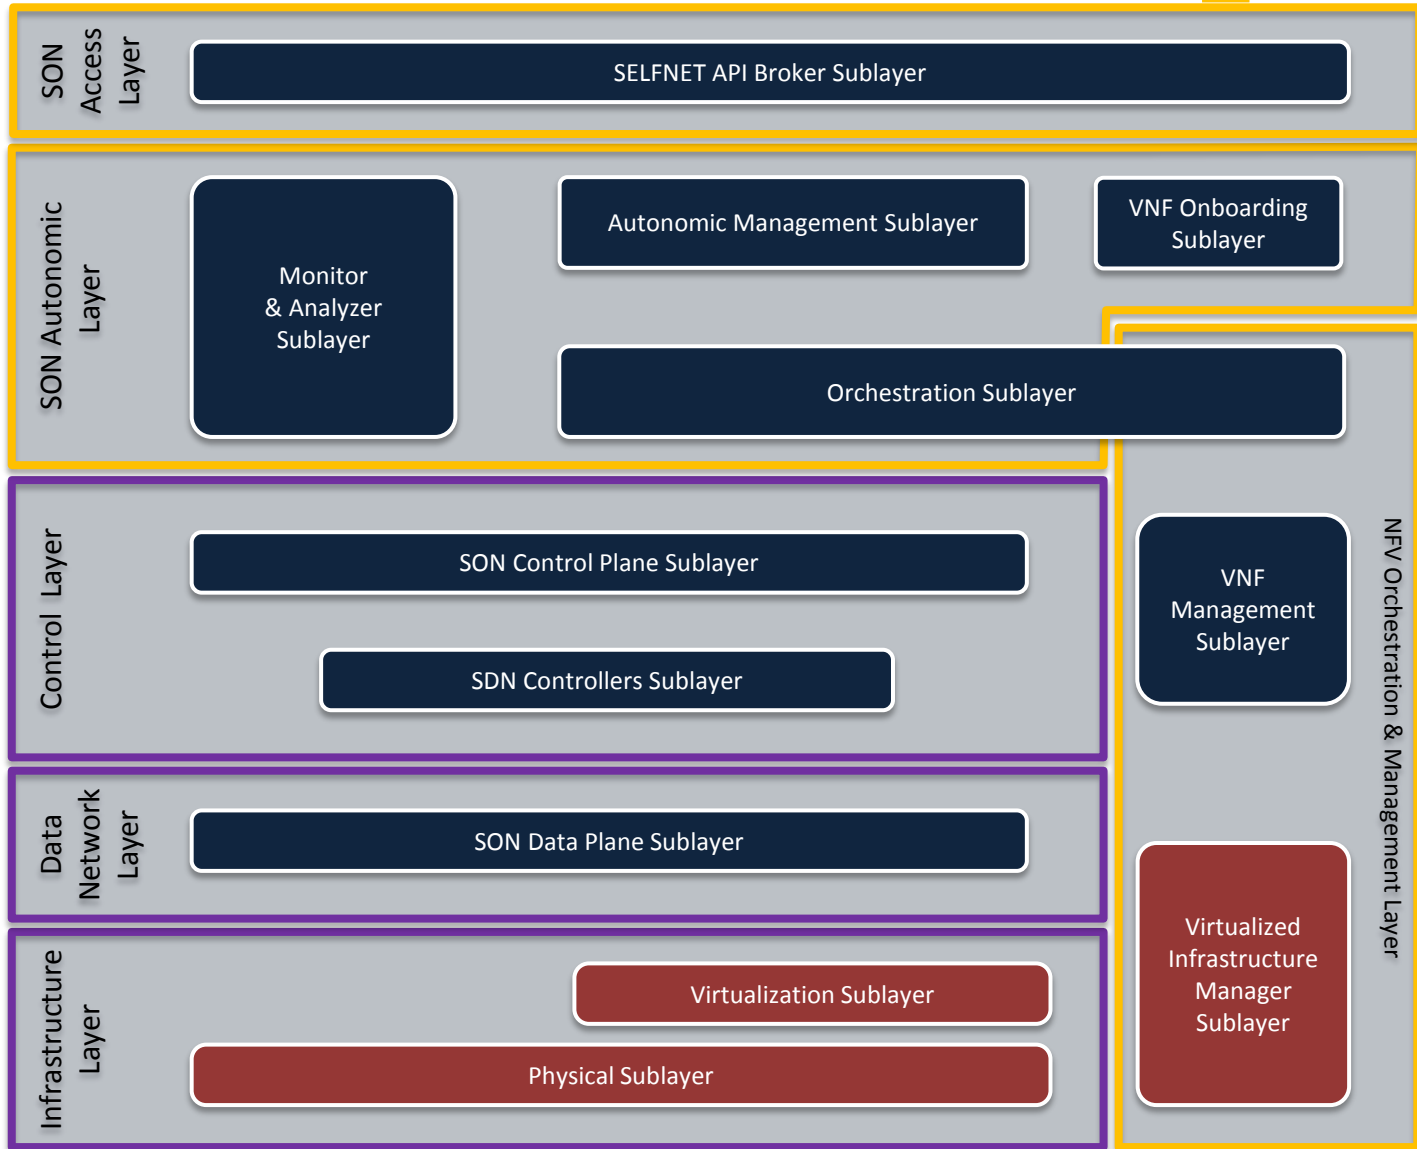 SON
Access
Layer
SELFNET API Broker Sublayer
SON Autonomic
Layer
Monitor
& Analyzer
Sublayer
Autonomic Management Sublayer
VNF Onboarding
Sublayer
Orchestration Sublayer
Control Layer
SON Control Plane Sublayer
SDN Controllers Sublayer
Data
Network
Layer
SON Data Plane Sublayer
Infrastructure
Layer
Virtualization Sublayer
Physical Sublayer
NFV Orchestration & Management Layer
VNF
Management
Sublayer
Virtualized
Infrastructure
Manager
Sublayer